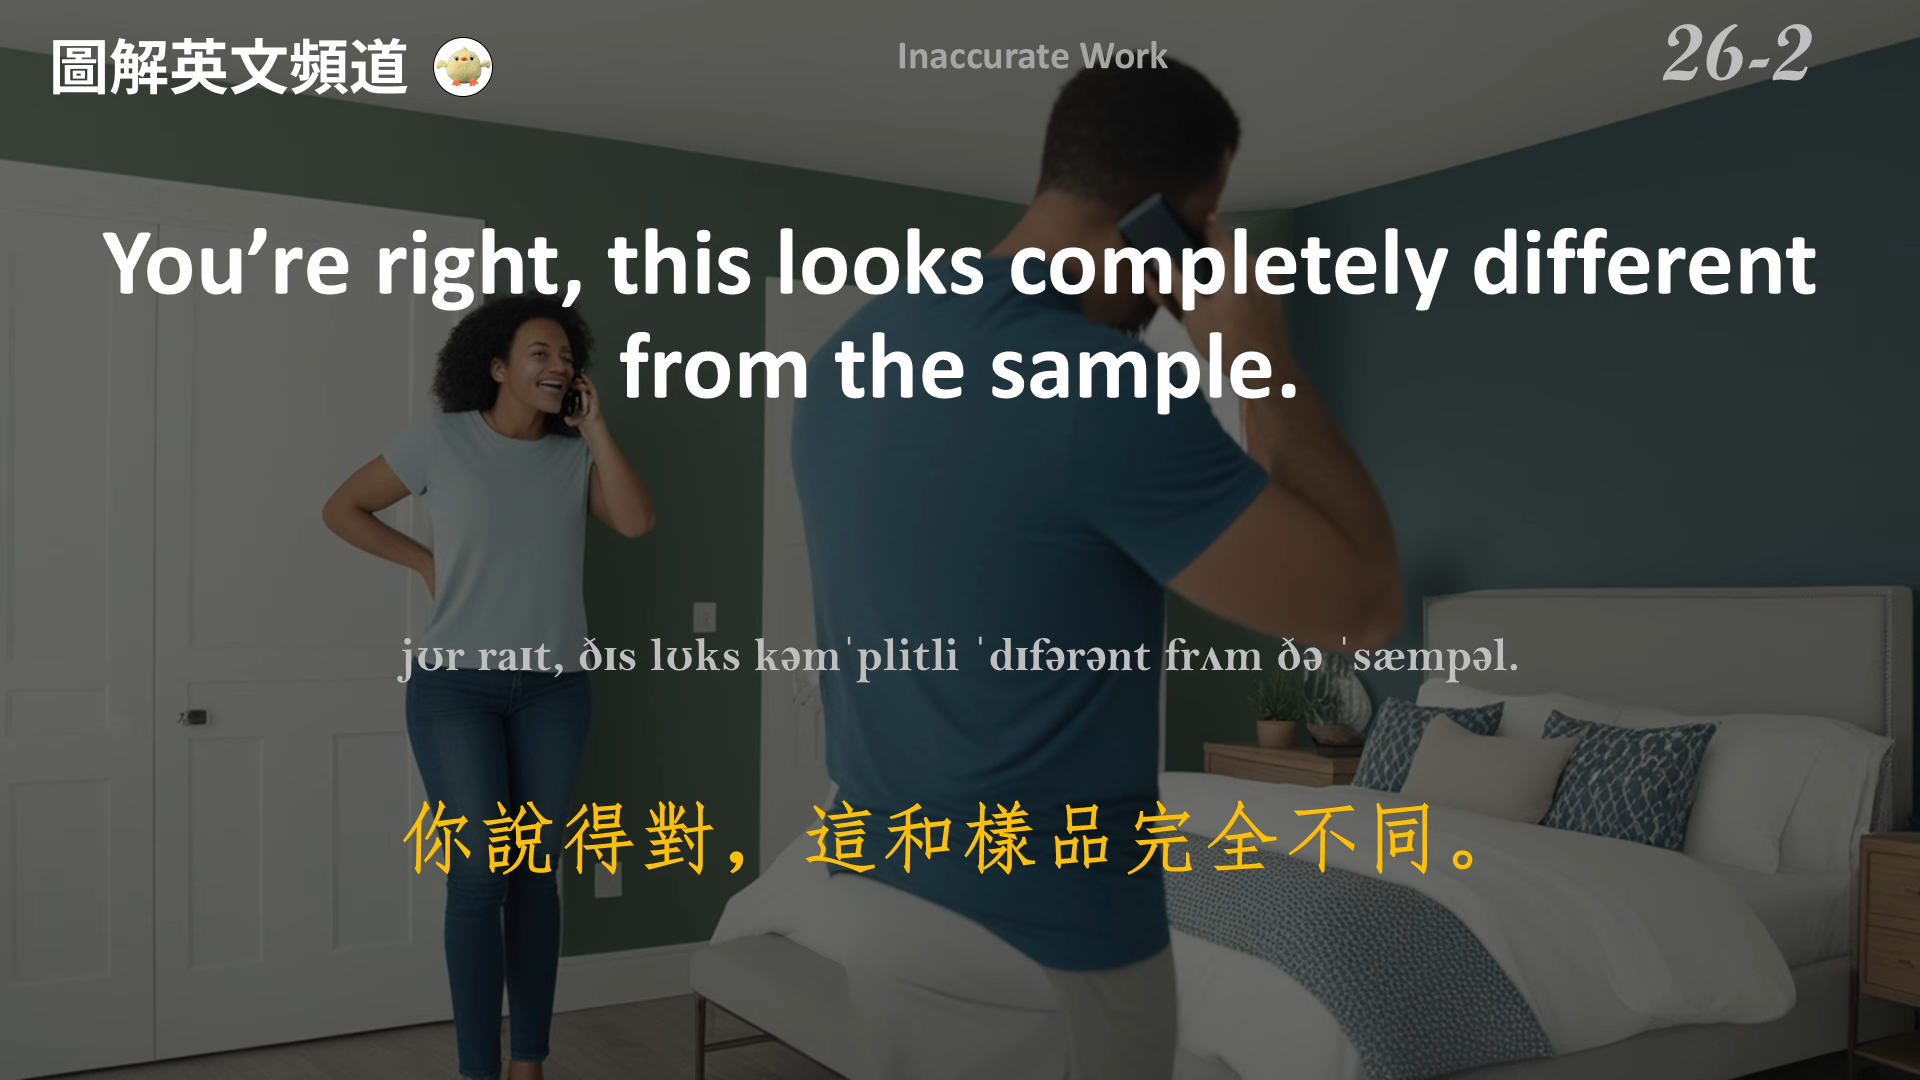 圖解英文頻道
Inaccurate Work
26-2
You’re right, this looks completely different
from the sample.
jʊr raɪt, ðɪs lʊks kəmˈplitli ˈdɪfərənt frʌm ðə ˈsæmpəl.
你說得對，這和樣品完全不同。